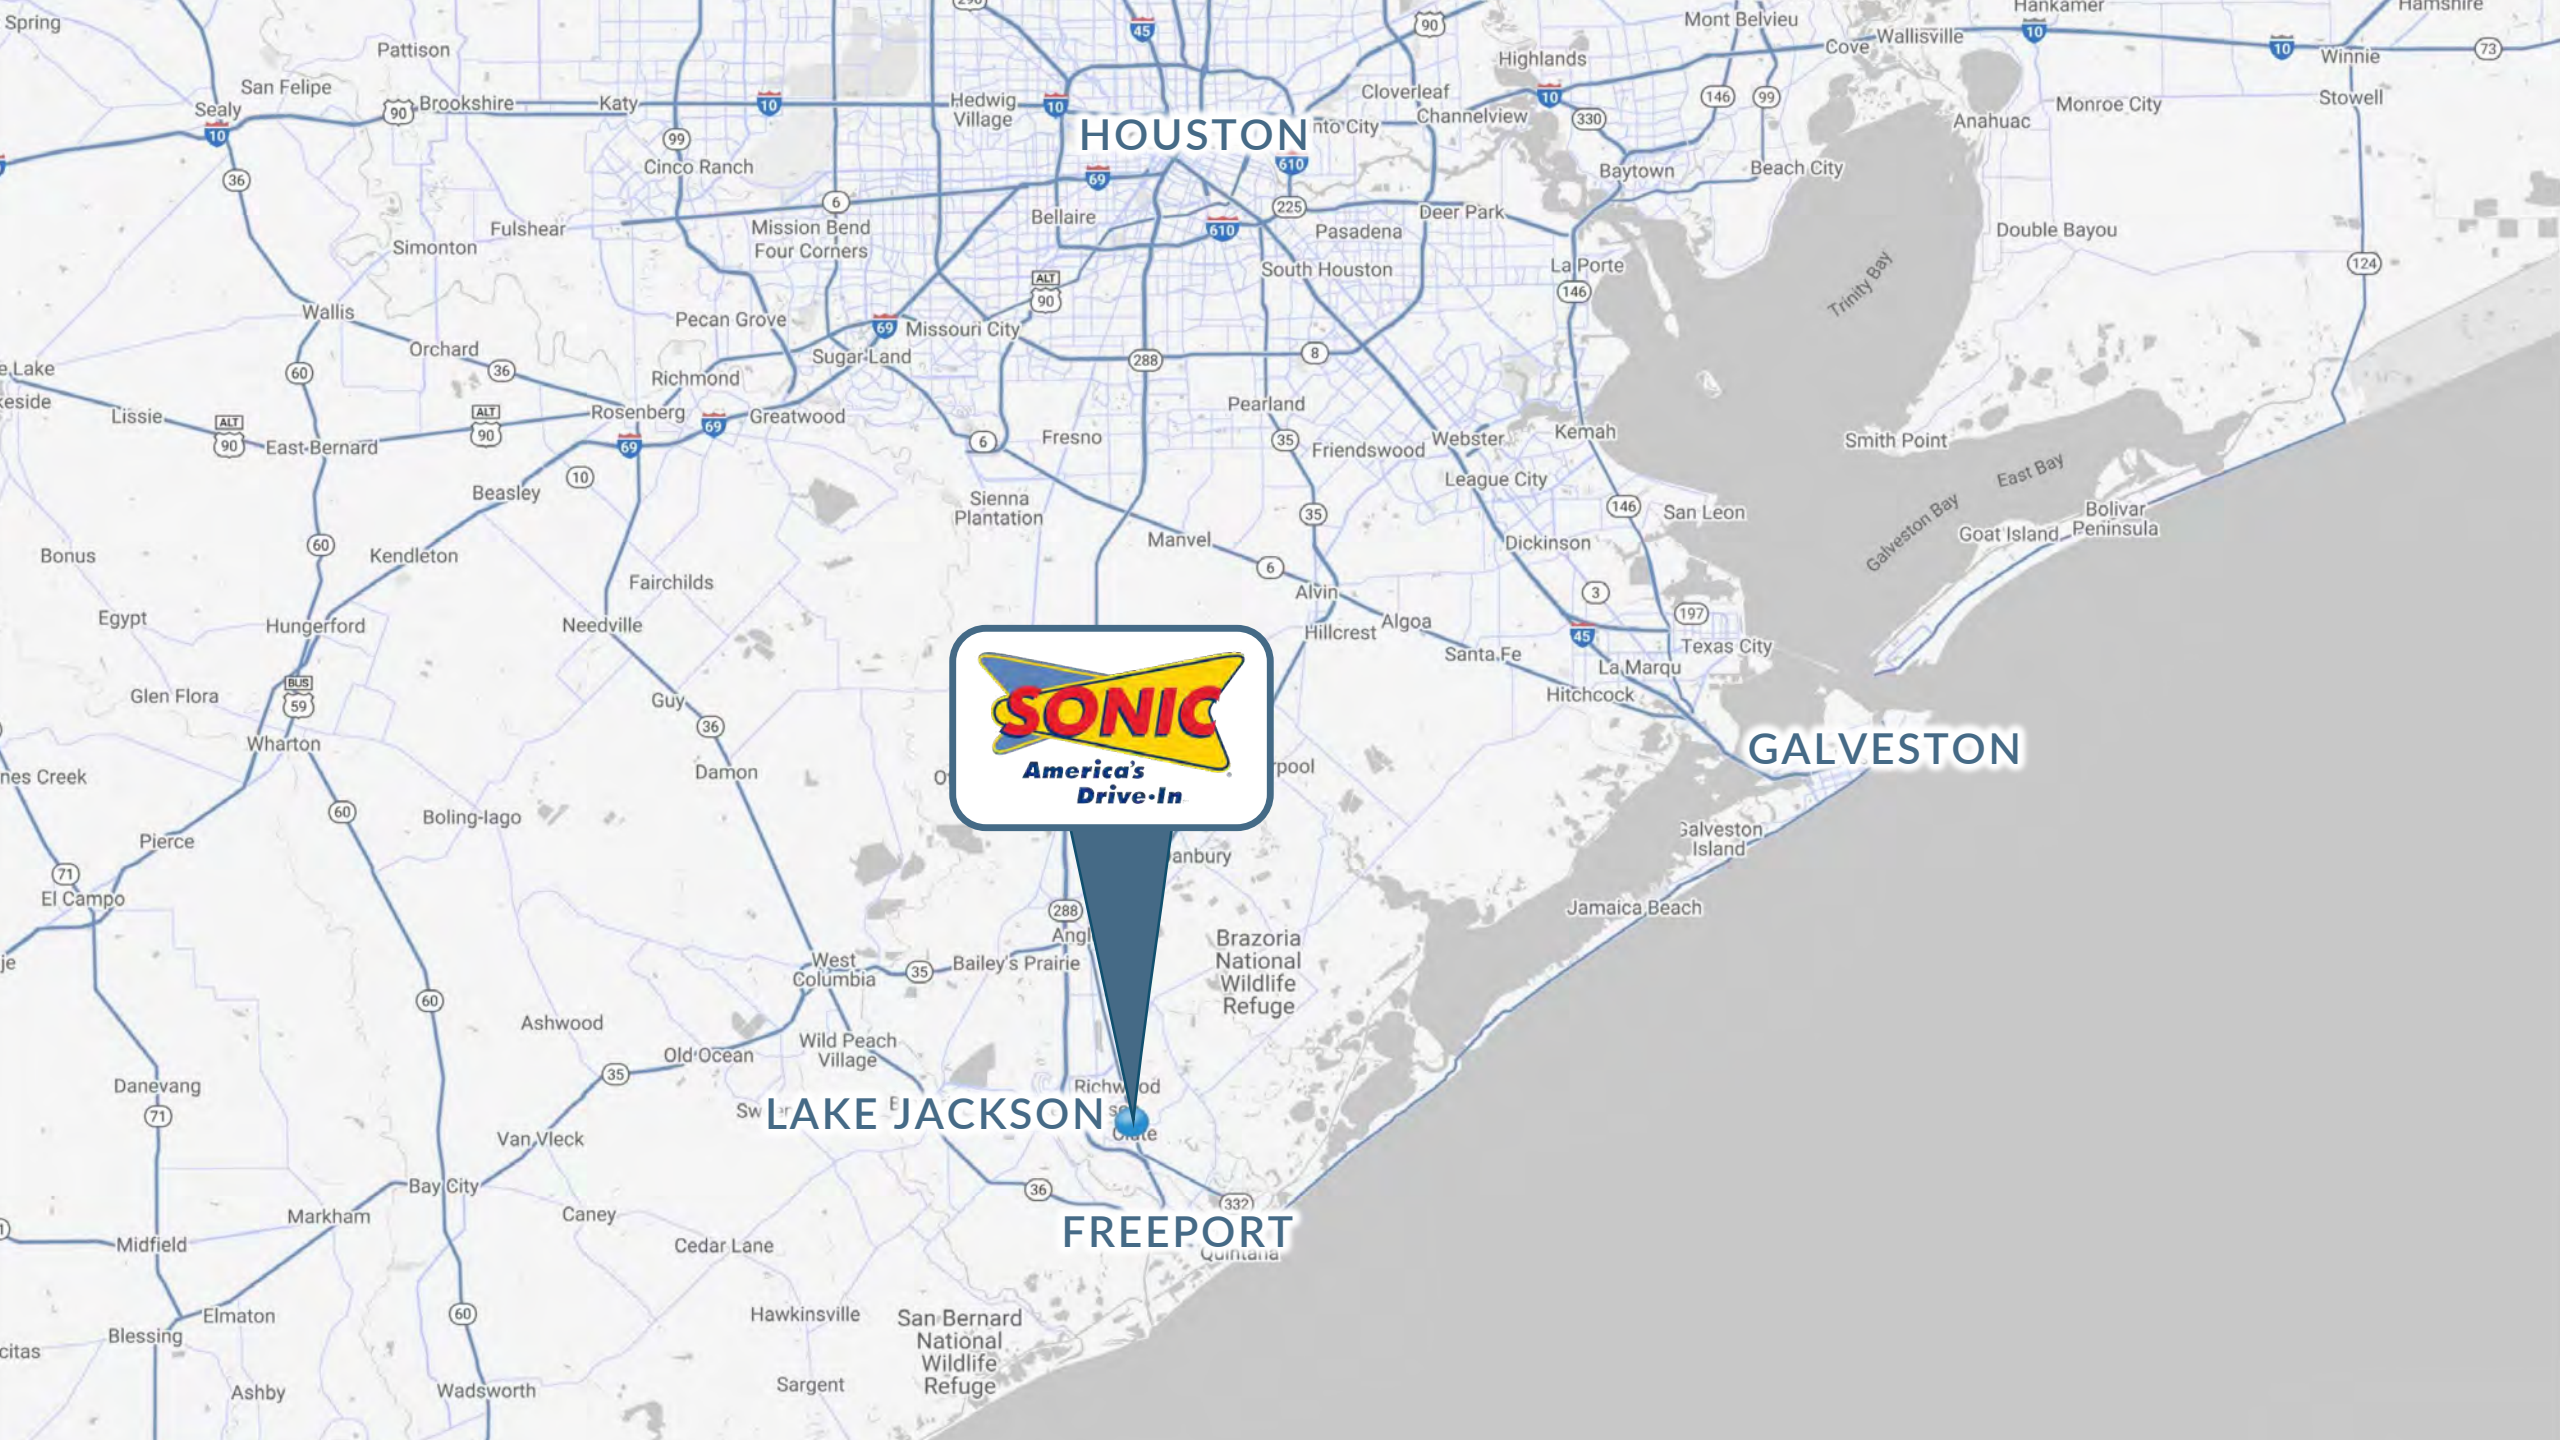 Spring
Pattison
San Felipe
Sealy
Brookshire
Katy
Hedwig
Village
HOUSTON
Cloverleaf
Channelview
Highlands
Mont Belvieu
Cove
Wallisville
Hankamer
Hamshire
Winnie
Stowell
Monroe City
Anahuac
Beach City
Baytown
Cinco Ranch
Fulshear
Simonton
Mission Bend
Four Corners
Bellaire
Pasadena
Deer Park
South Houston
La Porte
Double Bayou
Trinity Bay
Wallis
Orchard
Pecan Grove
Missouri City
Sugar Land
Richmond
Rosenberg
Greatwood
Lissie
East Bernard
Beasley
Pearland
Fresno
Friendswood
Webster
Kemah
League City
Smith Point
East Bay
Galveston Bay
Goat Island
Bolivar
Peninsula
San Leon
Sienna
Plantation
Manvel
Dickinson
Bonus
Kendleton
Fairchilds
Egypt
Hungerford
Needville
Alvin
Algoa
Hillcrest
Santa Fe
Texas City
La Marqu
Hitchcock
Glen Flora
Guy
Wharton
Damon
SONIC
America's
Drive-In
GALVESTON
Galveston
Island
Jamaica Beach
Boling-Iago
Pierce
El Campo
West
Columbia
Bailey's Prairie
Brazoria
National
Wildlife
Refuge
Ashwood
Old Ocean
Wild Peach
Village
Danevang
LAKE JACKSON
Van Vleck
Bay City
Markham
Caney
Midfield
Cedar Lane
FREEPORT
Quintana
Elmaton
Blessing
Hawkinsville
San Bernard
National
Wildlife
Refuge
Ashby
Wadsworth
Sargent